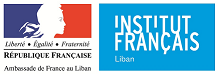 Liberté • Égalité • Fraternité
RÉPUBLIQUE FRANÇAISE
Ambassade de France au Liban
INSTITUT
FRANÇAIS
Liban